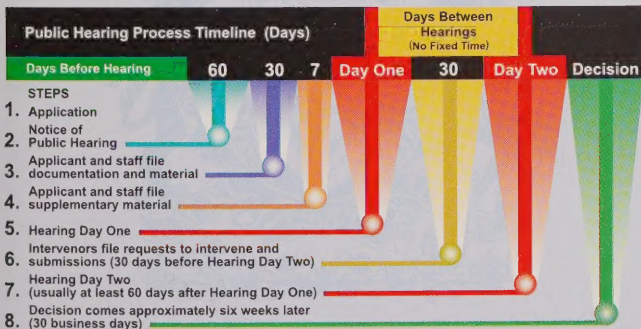 Public Hearing Process Timeline (Days)
Days Between
Hearings
(No Fixed Time)
Days Before Hearing 60 30 7 Day One 30 Day Two Decision
STEPS
1. Application
2. Notice of
Public Hearing
3. Applicant and staff file
documentation and material
4. Applicant and staff file
supplementary material
5. Hearing Day One
6. Intervenors file requests to intervene and
submissions (30 days before Hearing Day Two)
7. Hearing Day Two
(usually at least 60 days after Hearing Day One)
8. Decision comes approximately six weeks later
(30 business days)